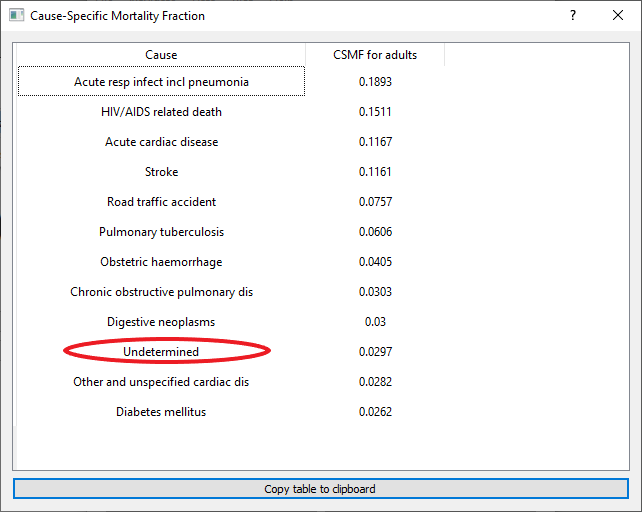 Cause-Specific Mortality Fraction
? ×
Cause CSMF for adults
Acute resp infect incl pneumonia 0.1893
HIV/AIDS related death 0.1511
Acute cardiac disease 0.1167
Stroke 0.1161
Road traffic accident 0.0757
Pulmonary tuberculosis 0.0606
Obstetric haemorrhage 0.0405
Chronic obstructive pulmonary dis 0.0303
Digestive neoplasms 0.03
Undetermined 0.0297
Other and unspecified cardiac dis 0.0282
Diabetes mellitus 0.0262
Copy table to clipboard